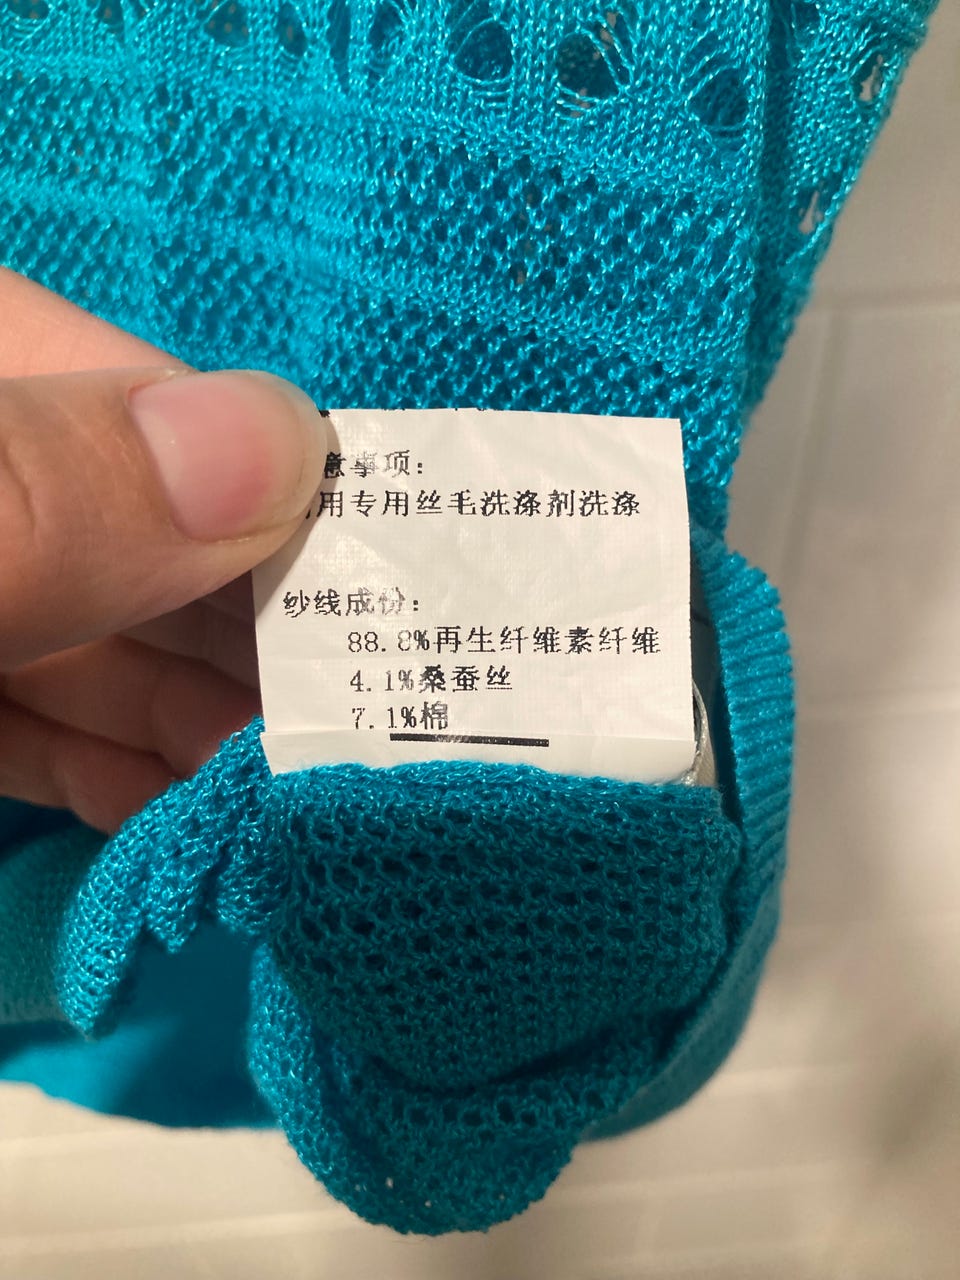 意事项：
用专用丝毛洗涤剂洗涤
纱线成份：
88.8%再生纤维素纤维
4.1%桑蚕丝
7.1%棉